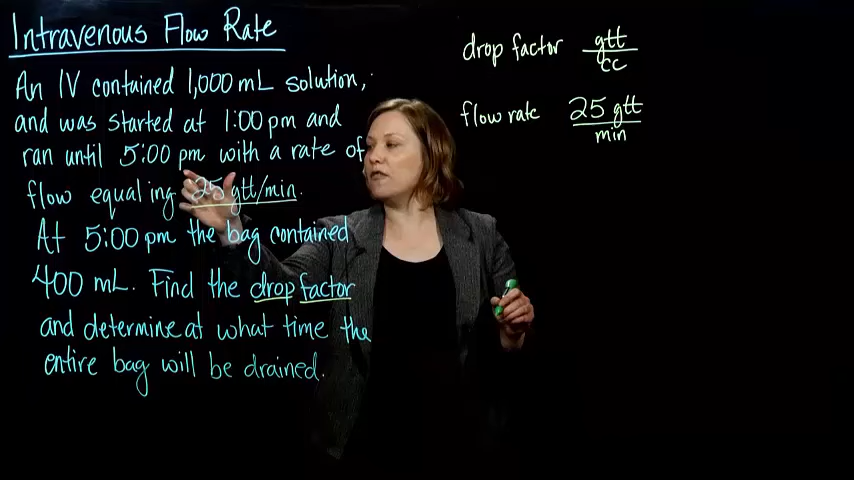 Intravenous Flow Rate
An IV contained 1,000 mL solution,
and was started at 1:00 pm and
ran until 5:00 pm with a rate of
flow equaling 25 gtt/min.
At 5:00 pm the bag contained
400 mL. Find the drop factor
and determine at what time the
entire bag will be drained.
drop factor gtt
cc
flow rate 25 gtt
min